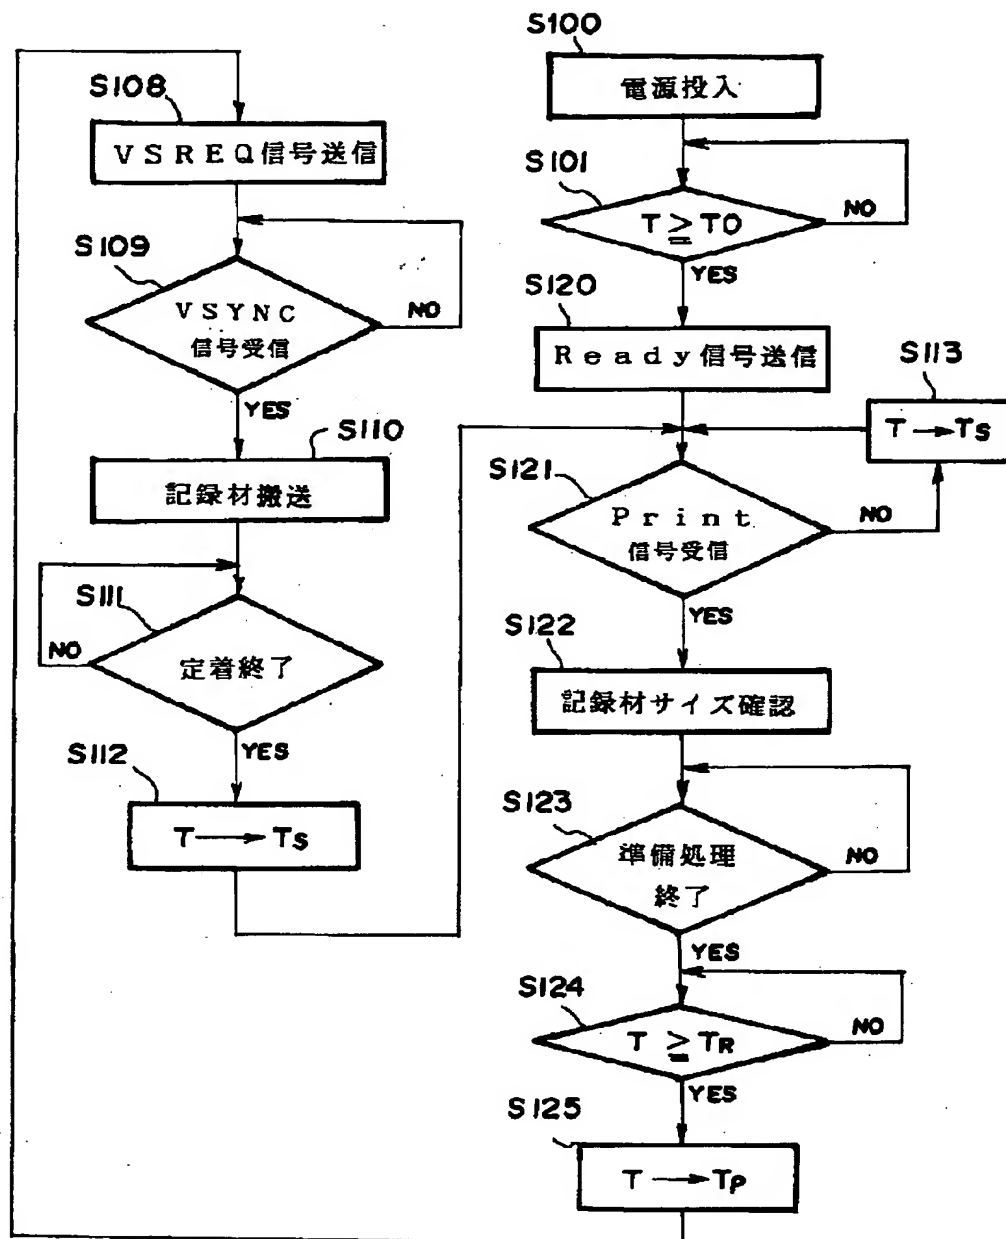 S100
電源投入
S101
T ≧ TO
NO
YES
S120
Ready信号送信
S113
T → TS
S121
Print
信号受信
NO
YES
S122
記録材サイズ確認
S123
準備処理
終了
NO
YES
S124
T ≧ TR
NO
YES
S125
T → TP
S108
VSREQ信号送信
S109
VSYNC
信号受信
NO
YES
S110
記録材搬送
S111
定着終了
NO
YES
S112
T → TS